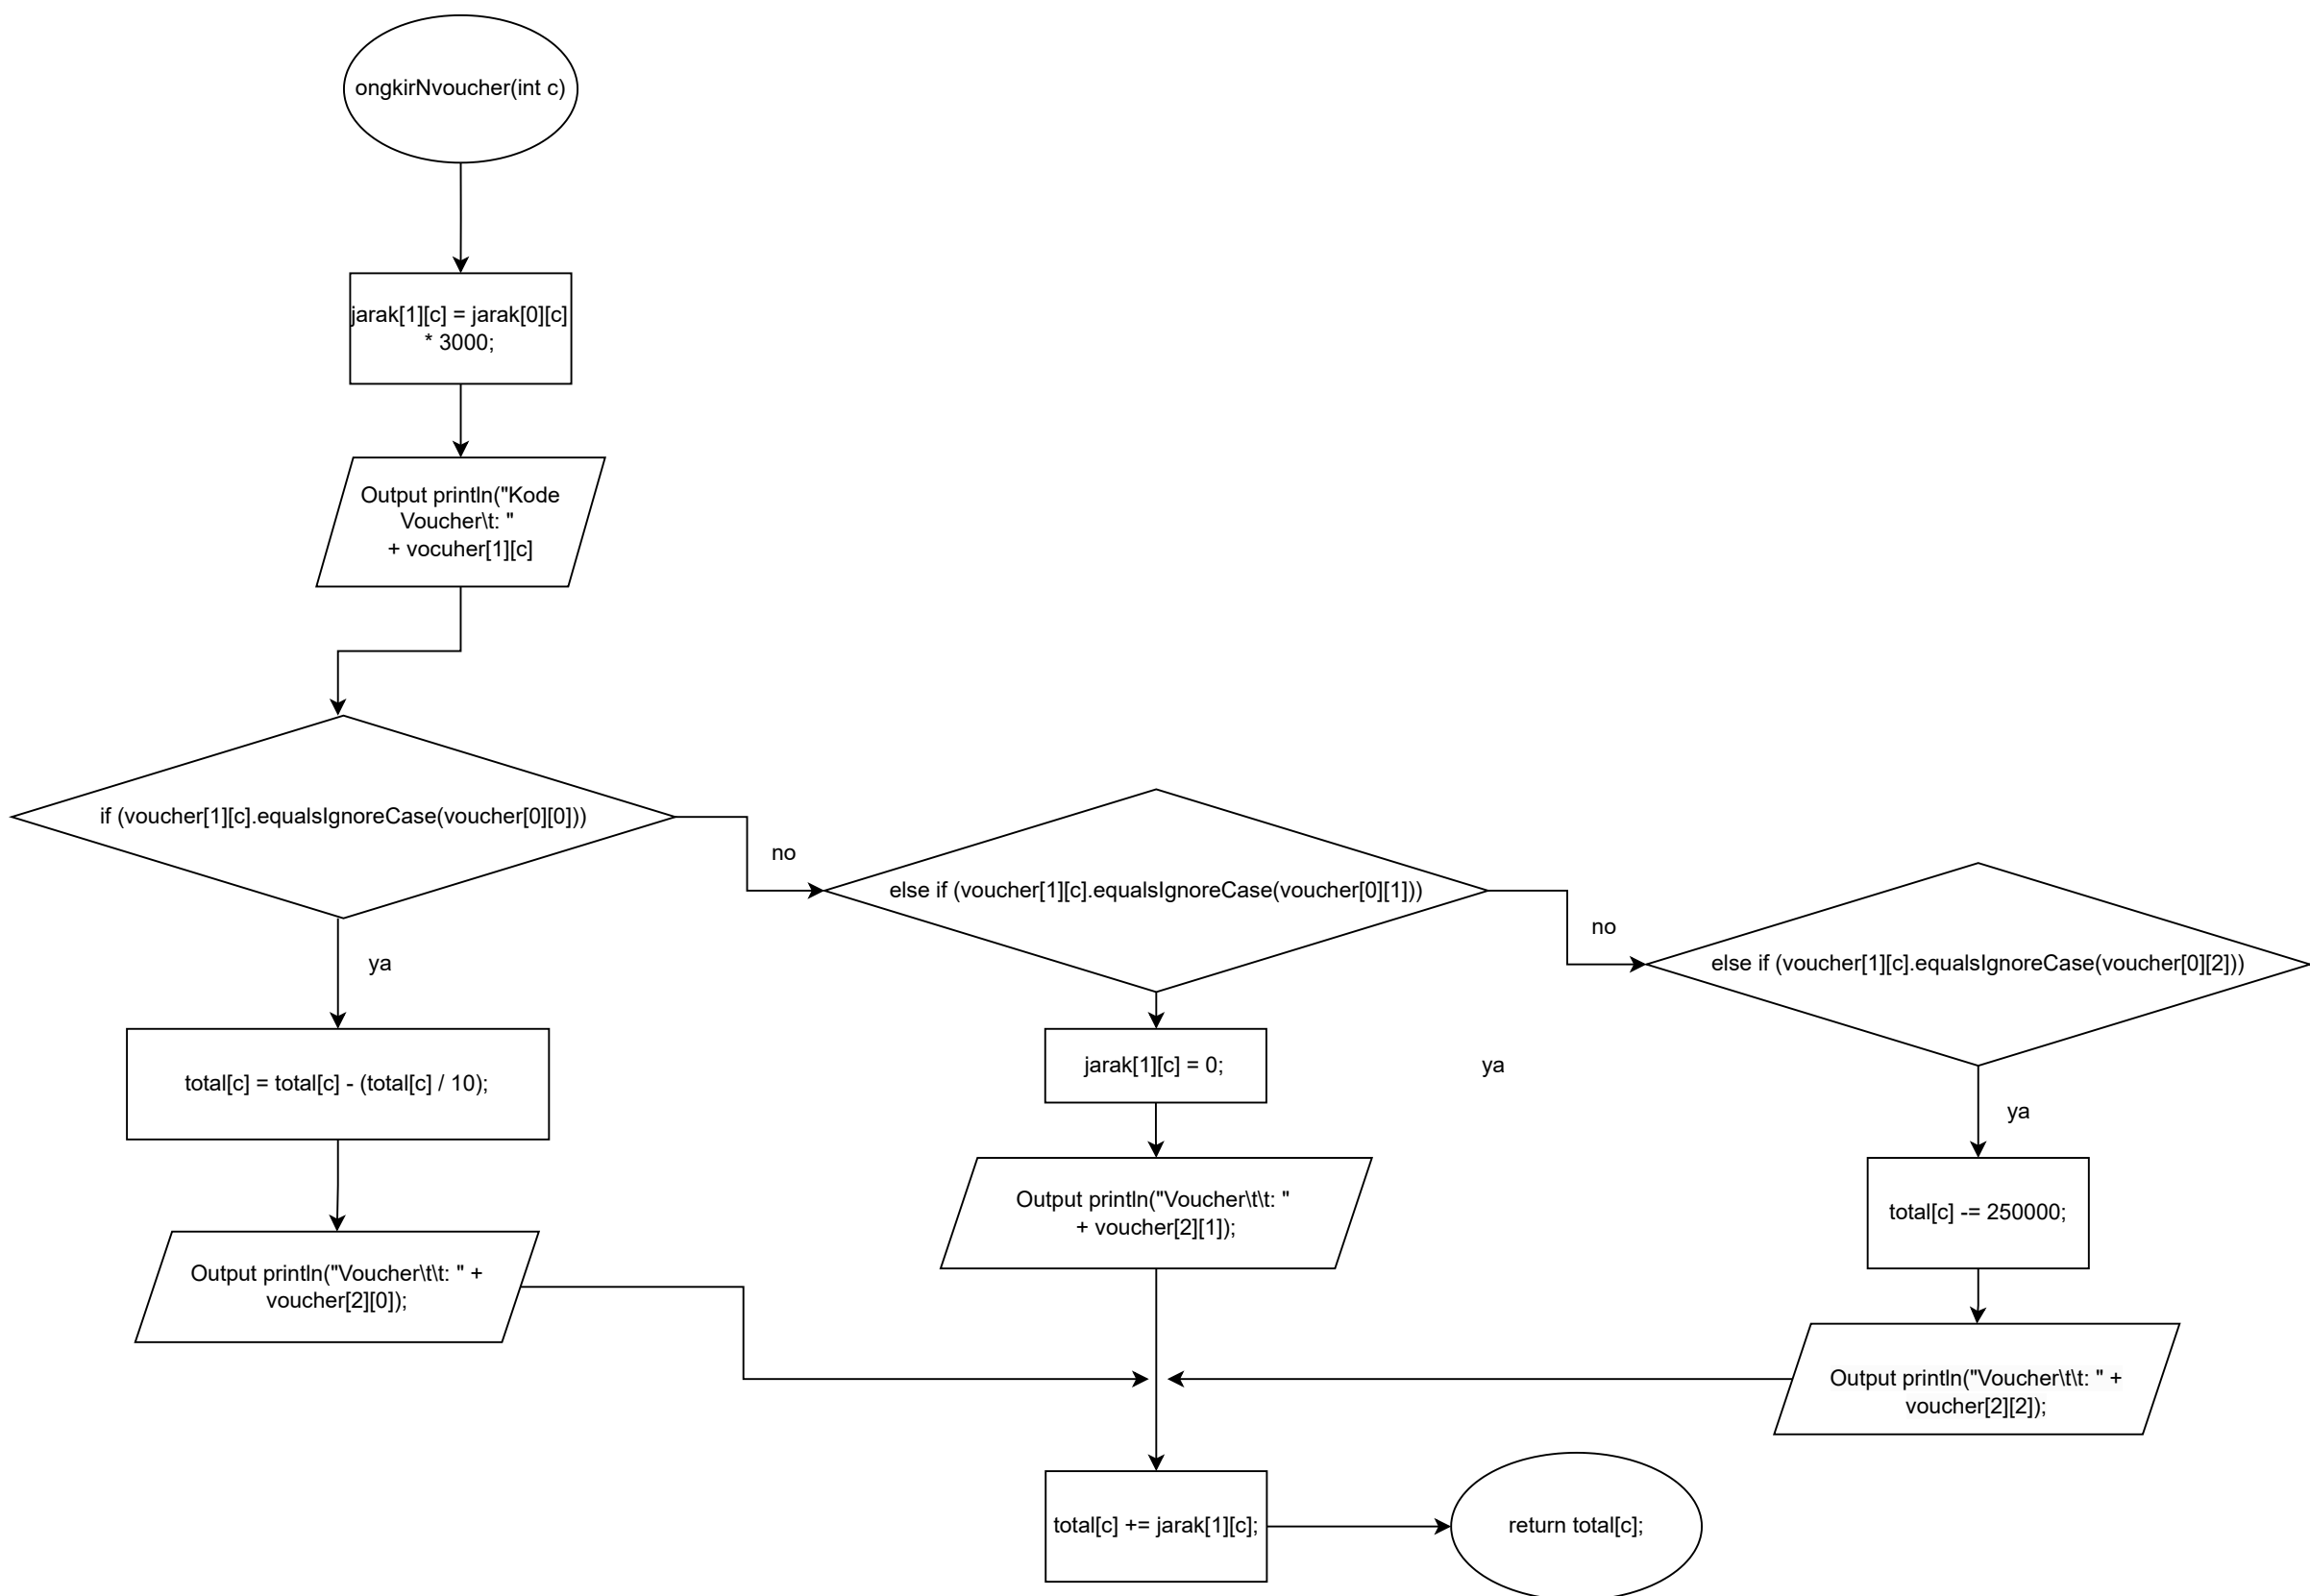 ongkirNvoucher(int c)
jarak[1][c] = jarak[0][c]
* 3000;
Output println("Kode
Voucher\t: "
+ vocuher[1][c]
if (voucher[1][c].equalsIgnoreCase(voucher[0][0]))
no
else if (voucher[1][c].equalsIgnoreCase(voucher[0][1]))
no
else if (voucher[1][c].equalsIgnoreCase(voucher[0][2]))
ya
total[c] = total[c] - (total[c] / 10);
jarak[1][c] = 0;
ya
ya
Output println("Voucher\t\t: " +
voucher[2][0]);
Output println("Voucher\t\t: "
+ voucher[2][1]);
total[c] -= 250000;
Output println("Voucher\t\t: " +
voucher[2][2]);
total[c] += jarak[1][c];
return total[c];